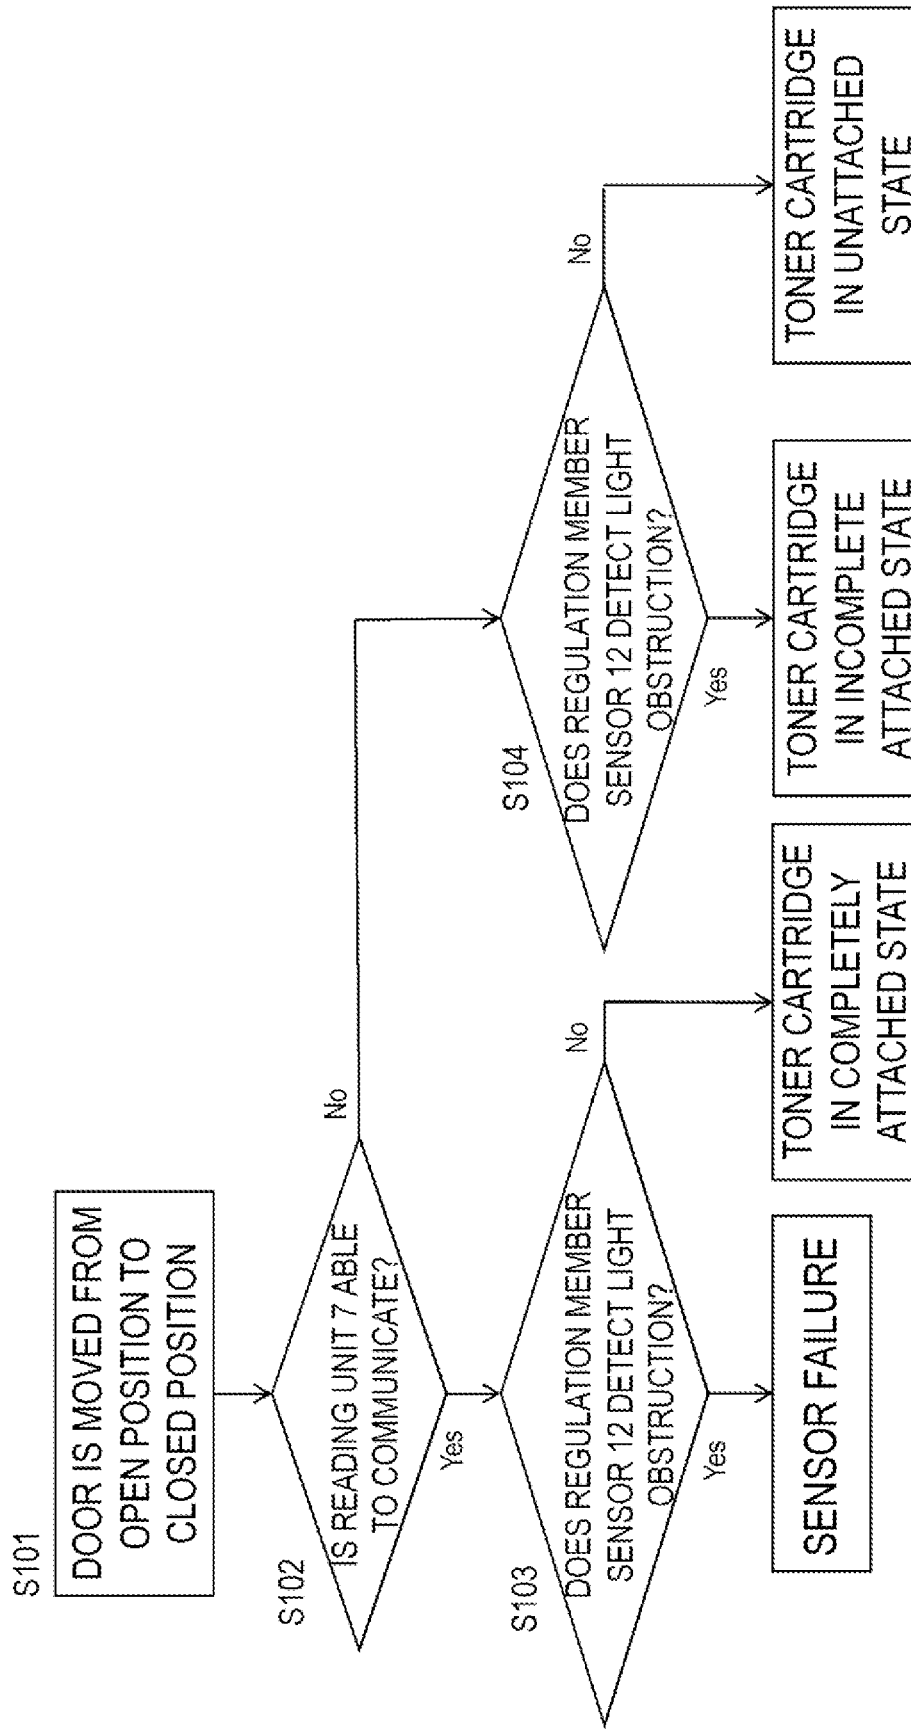 S101
DOOR IS MOVED FROM
OPEN POSITION TO
CLOSED POSITION
S102
IS READING UNIT 7 ABLE
TO COMMUNICATE?
No
Yes
S103
DOES REGULATION MEMBER
SENSOR 12 DETECT LIGHT
OBSTRUCTION?
No
Yes
S104
DOES REGULATION MEMBER
SENSOR 12 DETECT LIGHT
OBSTRUCTION?
No
Yes
SENSOR FAILURE
TONER CARTRIDGE
IN COMPLETELY
ATTACHED STATE
TONER CARTRIDGE
IN INCOMPLETE
ATTACHED STATE
TONER CARTRIDGE
IN UNATTACHED
STATE